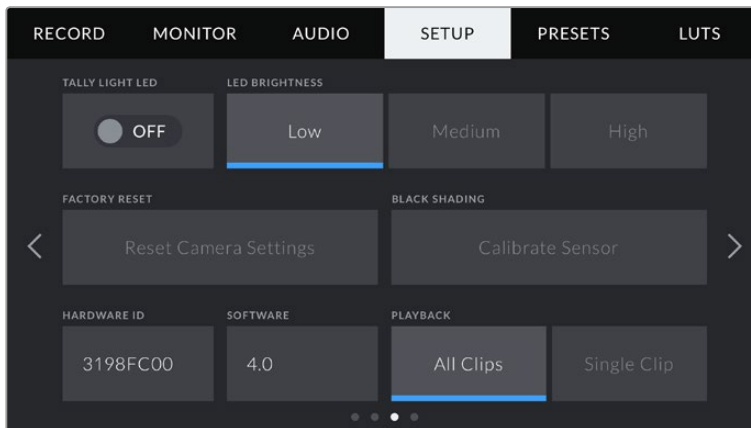 RECORD MONITOR AUDIO SETUP PRESETS LUTS
TALLY LIGHT LED LED BRIGHTNESS
OFF Low Medium High
FACTORY RESET BLACK SHADING
Reset Camera Settings Calibrate Sensor
HARDWARE ID SOFTWARE PLAYBACK
3198FC00 4.0 All Clips Single Clip